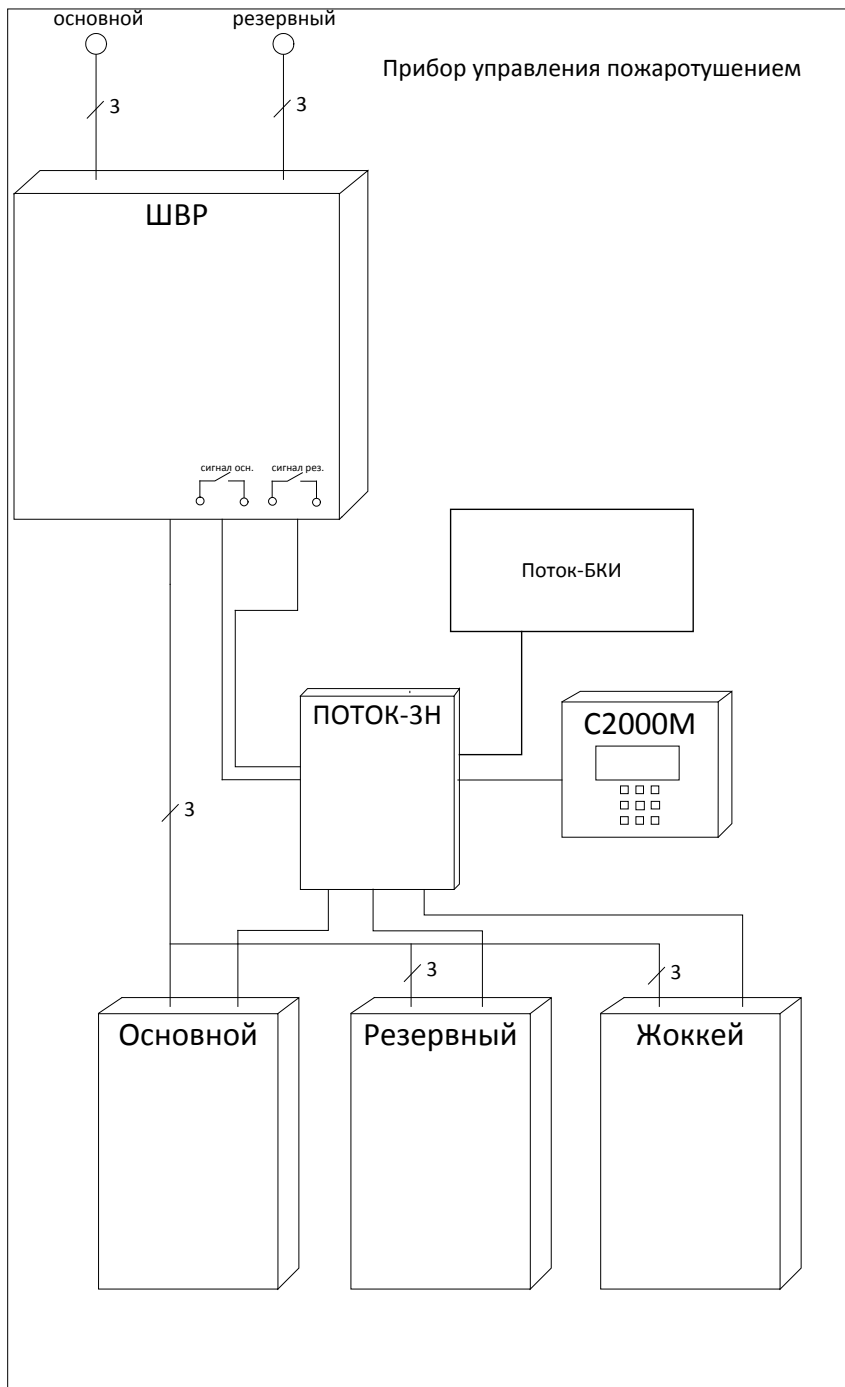 основной
резервный
Прибор управления пожаротушением
3
3
ШВР
сигнал осн.
сигнал рез.
Поток-БКИ
ПОТОК-3Н
С2000М
3
3
3
Основной
Резервный
Жоккей